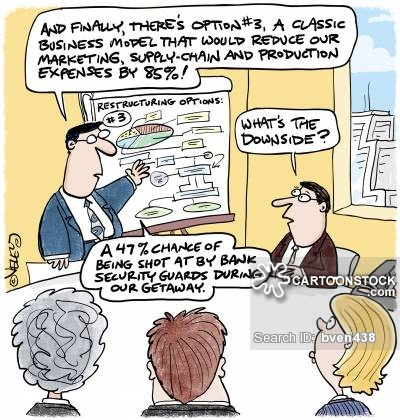 AND FINALLY, THERE'S OPTION #3, A CLASSIC
BUSINESS MODEL THAT WOULD REDUCE OUR
MARKETING, SUPPLY-CHAIN AND PRODUCTION
EXPENSES BY 85%!
RESTRUCTURING OPTIONS:
#3
WHAT'S THE
DOWNSIDE?
A 47% CHANCE OF
BEING SHOT AT BY BANK
SECURITY GUARDS DURING
OUR GETAWAY.
CARTOONSTOCK
.com
Search ID: bven438